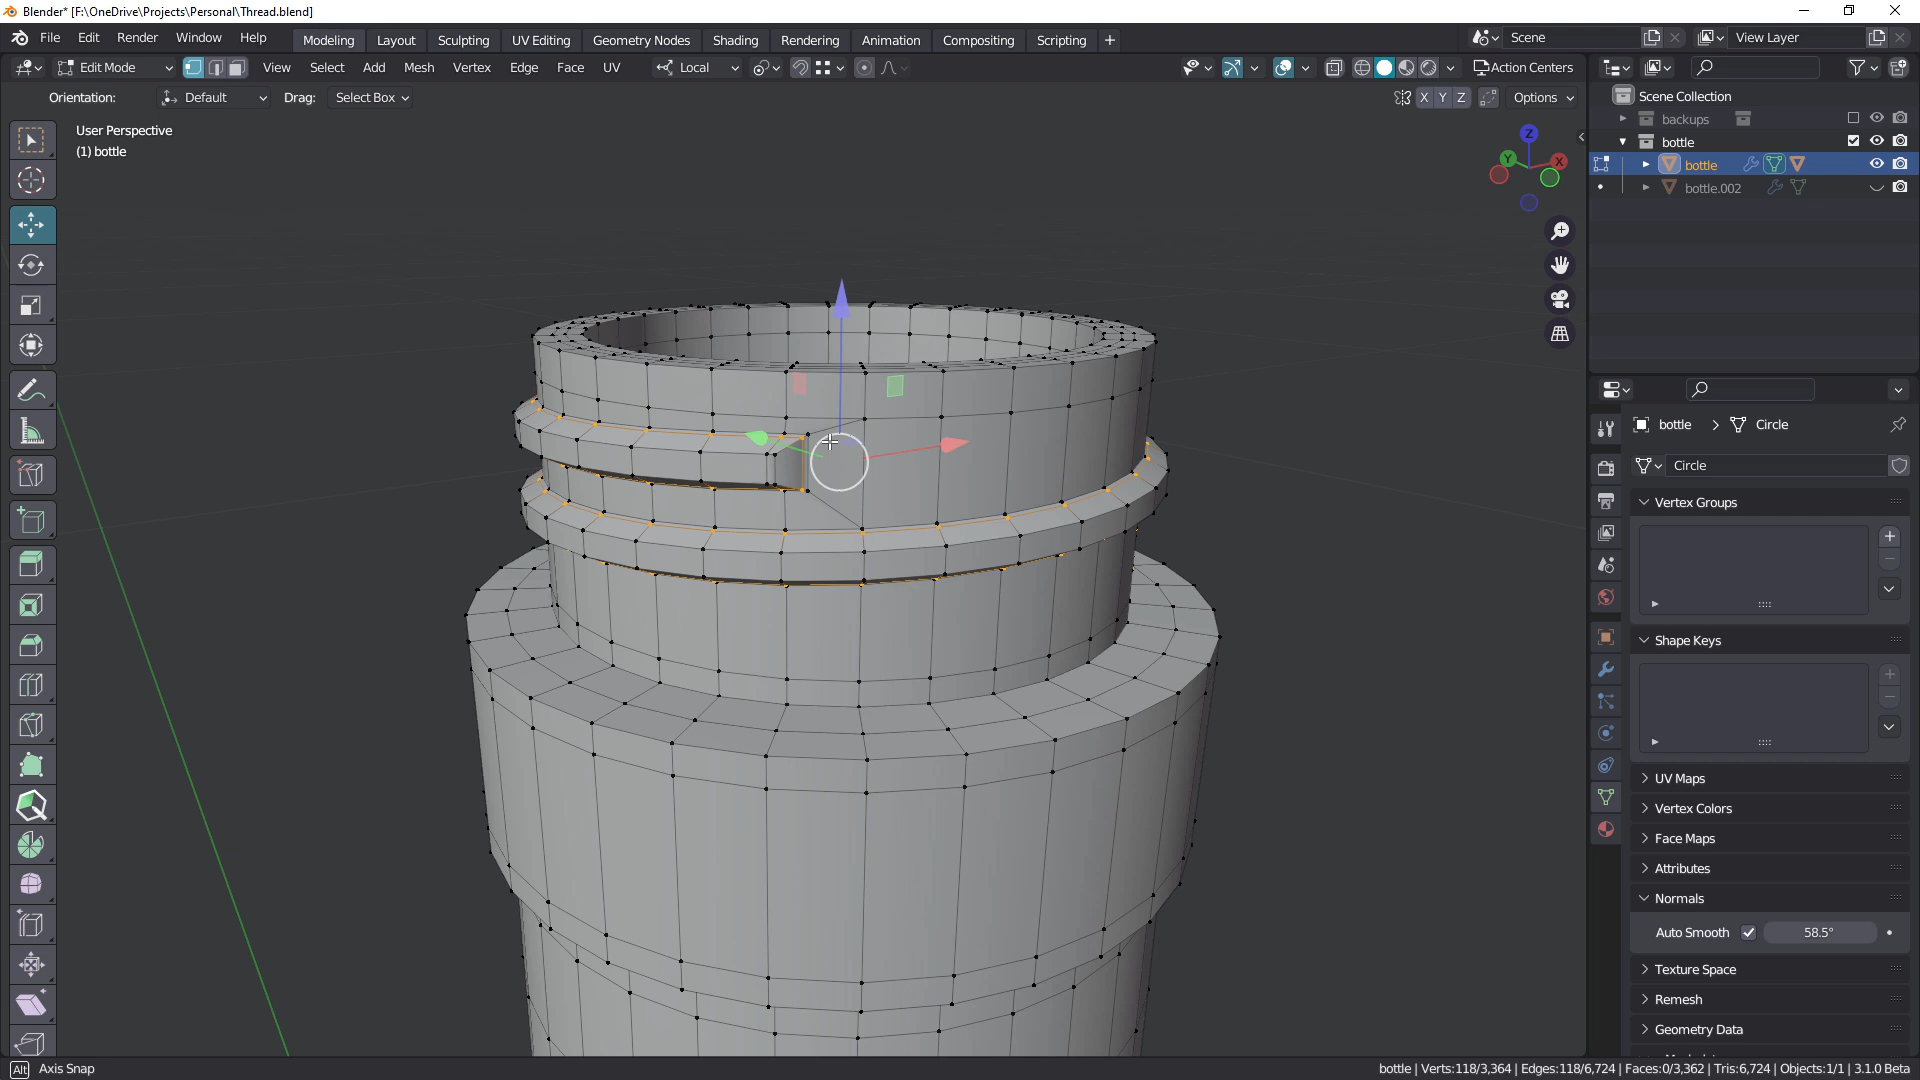 Blender* [F:\OneDrive\Projects\Personal\Thread.blend]
File Edit Render Window Help Modeling Layout Sculpting UV Editing Geometry Nodes Shading Rendering Animation Compositing Scripting + Scene View Layer
Edit Mode View Select Add Mesh Vertex Edge Face UV Local Action Centers
Orientation: Default Drag: Select Box X Y Z Options
User Perspective
(1) bottle
Z
Y
X
Scene Collection
backups
bottle
bottle
bottle.002
bottle > Circle
Circle
Vertex Groups
Shape Keys
UV Maps
Vertex Colors
Face Maps
Attributes
Normals
Auto Smooth 58.5°
Texture Space
Remesh
Geometry Data
Alt Axis Snap
bottle | Verts:118/3,364 | Edges:118/6,724 | Faces:0/3,362 | Tris:6,724 | Objects:1/1 | 3.1.0 Beta